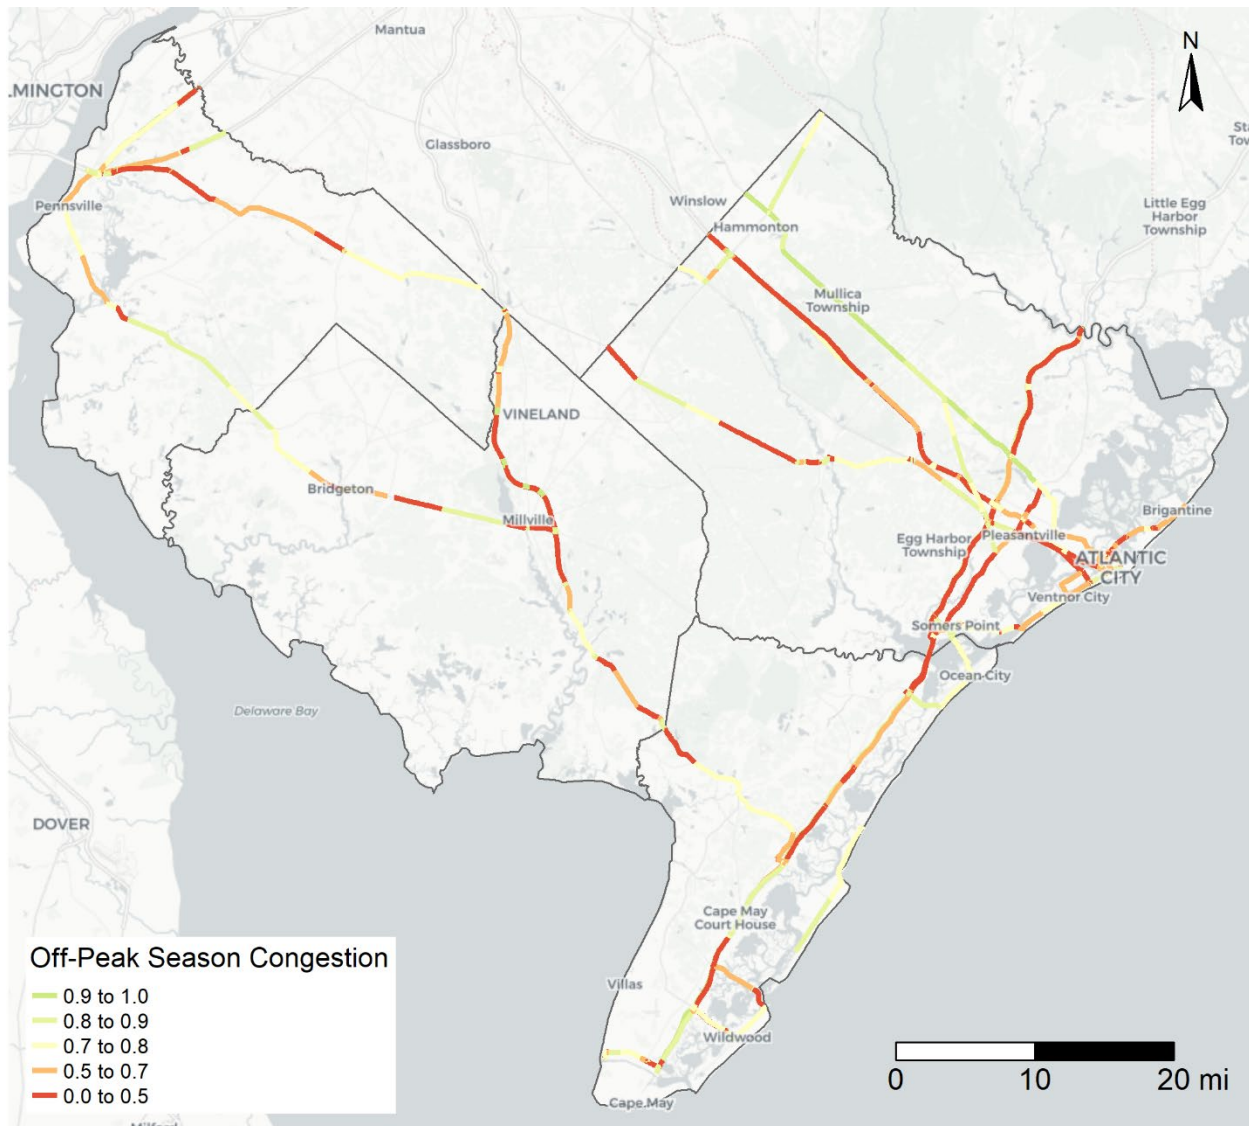 Mantua
N
LMINGTON
Glassboro
Pennsville
Winslow
Hammonton
Little Egg
Harbor
Township
Mullica
Township
VINELAND
Bridgeton
Millville
Brigantine
Egg Harbor
Township
Pleasantville
ATLANTIC
CITY
Ventnor City
Somers Point
Ocean City
Delaware Bay
DOVER
Cape May
Court House
Villas
Wildwood
Cape May
Off-Peak Season Congestion
0.9 to 1.0
0.8 to 0.9
0.7 to 0.8
0.5 to 0.7
0.0 to 0.5
0 10 20 mi